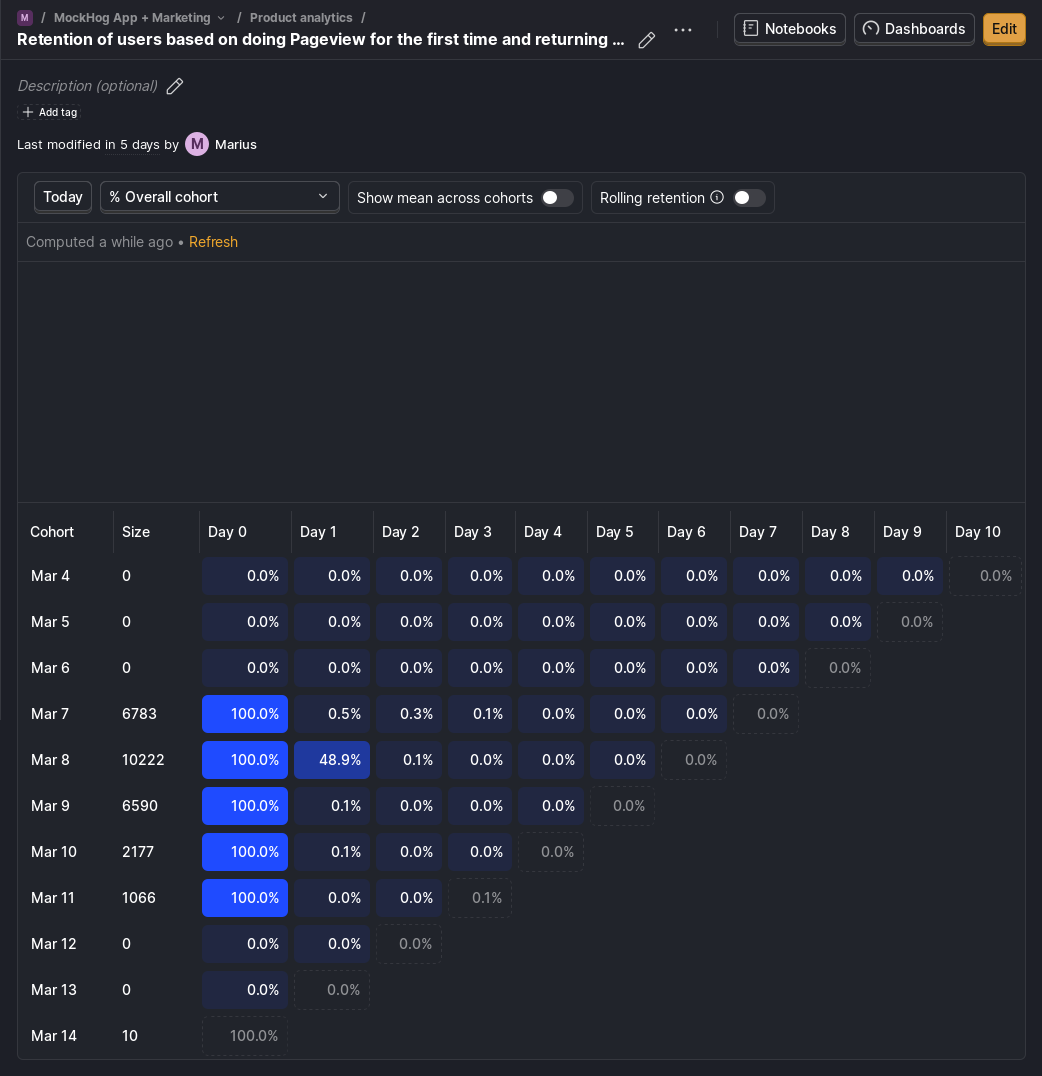 M / MockHog App + Marketing / Product analytics /
Retention of users based on doing Pageview for the first time and returning ...
Notebooks Dashboards Edit
Description (optional)
Add tag
Last modified in 5 days by M Marius
Today % Overall cohort Show mean across cohorts Rolling retention
Computed a while ago • Refresh
Cohort Size Day 0 Day 1 Day 2 Day 3 Day 4 Day 5 Day 6 Day 7 Day 8 Day 9 Day 10
Mar 4 0 0.0% 0.0% 0.0% 0.0% 0.0% 0.0% 0.0% 0.0% 0.0% 0.0% 0.0%
Mar 5 0 0.0% 0.0% 0.0% 0.0% 0.0% 0.0% 0.0% 0.0% 0.0% 0.0%
Mar 6 0 0.0% 0.0% 0.0% 0.0% 0.0% 0.0% 0.0% 0.0% 0.0%
Mar 7 6783 100.0% 0.5% 0.3% 0.1% 0.0% 0.0% 0.0% 0.0%
Mar 8 10222 100.0% 48.9% 0.1% 0.0% 0.0% 0.0% 0.0%
Mar 9 6590 100.0% 0.1% 0.0% 0.0% 0.0% 0.0%
Mar 10 2177 100.0% 0.1% 0.0% 0.0% 0.0%
Mar 11 1066 100.0% 0.0% 0.0% 0.1%
Mar 12 0 0.0% 0.0% 0.0%
Mar 13 0 0.0% 0.0%
Mar 14 10 100.0%